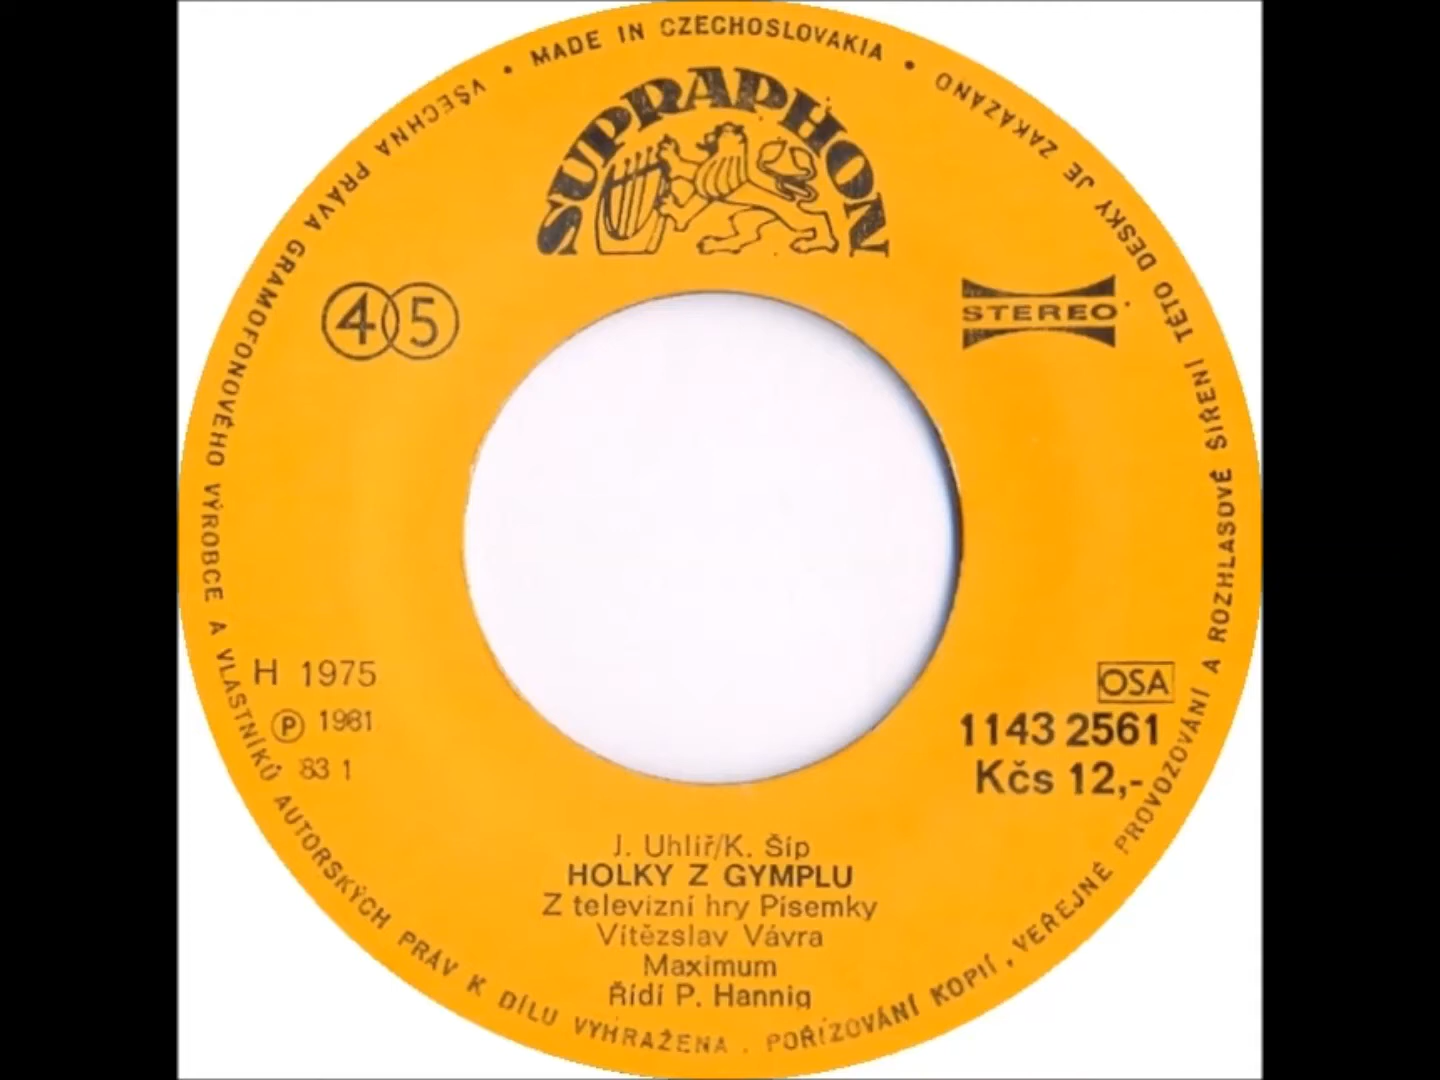 VŠECHNA PRÁVA GRAMOFONOVÉHO VÝROBCE A VLASTNÍKŮ AUTORSKÝCH PRÁV K DÍLU VYHRAŽENA . POŘIZOVÁNÍ KOPIÍ , VEŘEJNÉ PROVOZOVÁNÍ A ROZHLASOVÉ ŠÍŘENÍ TÉTO DESKY JE ZAKÁZÁNO
• MADE IN CZECHOSLOVAKIA •
SUPRAPHON
45
STEREO
H 1975
Ⓟ 1981
83 1
OSA
1143 2561
Kčs 12,-
J. Uhlíř/K. Šíp
HOLKY Z GYMPLU
Z televizní hry Písemky
Vítězslav Vávra
Maximum
Řídí P. Hannig